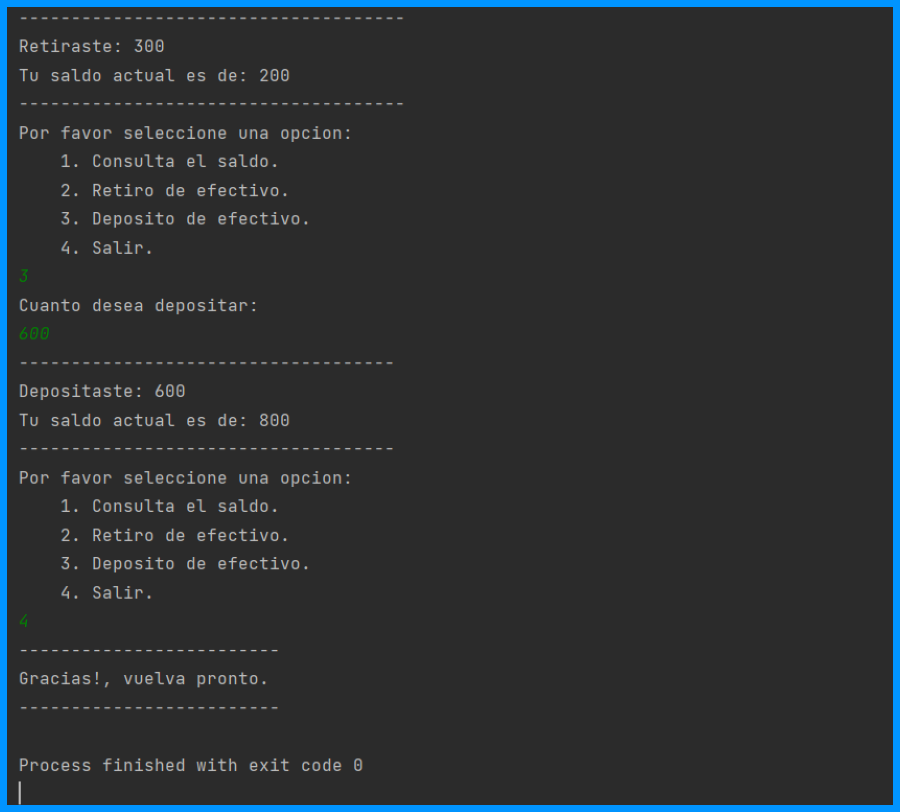 -------------------------------------
Retiraste: 300
Tu saldo actual es de: 200
-------------------------------------
Por favor seleccione una opcion:
    1. Consulta el saldo.
    2. Retiro de efectivo.
    3. Deposito de efectivo.
    4. Salir.
3
Cuanto desea depositar:
600
------------------------------------
Depositaste: 600
Tu saldo actual es de: 800
------------------------------------
Por favor seleccione una opcion:
    1. Consulta el saldo.
    2. Retiro de efectivo.
    3. Deposito de efectivo.
    4. Salir.
4
-------------------------
Gracias!, vuelva pronto.
-------------------------

Process finished with exit code 0